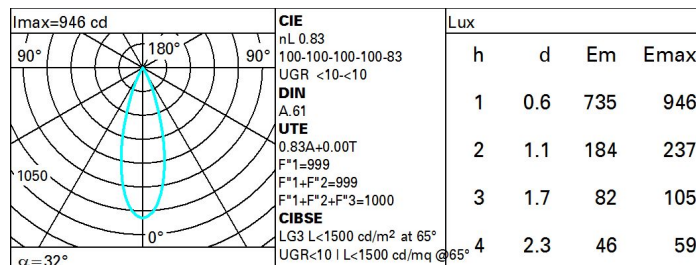 Imax=946 cd
90°
180°
90°
1050
0°
α=32°
CIE
nL 0.83
100-100-100-100-83
UGR <10-<10
DIN
A.61
UTE
0.83A+0.00T
F"1=999
F"1+F"2=999
F"1+F"2+F"3=1000
CIBSE
LG3 L<1500 cd/m² at 65°
UGR<10 | L<1500 cd/mq @65°
Lux
h d Em Emax
1 0.6 735 946
2 1.1 184 237
3 1.7 82 105
4 2.3 46 59